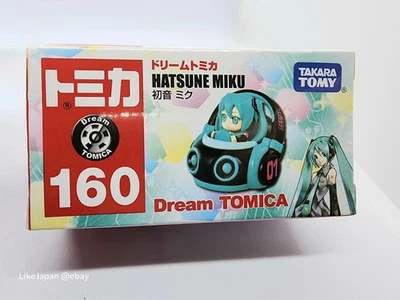 トミカ
®
Dream
TOMICA
160
ドリームトミカ
HATSUNE MIKU
初音 ミク
TAKARA
TOMY
®
01
Dream TOMICA
LikeJapan @ebay